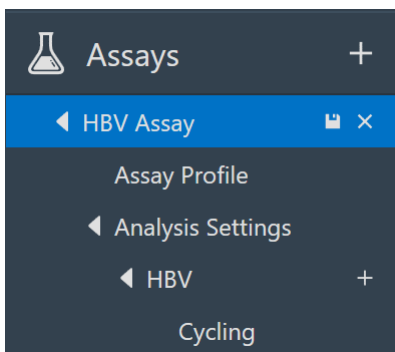 Assays
HBV Assay
Assay Profile
Analysis Settings
HBV
Cycling